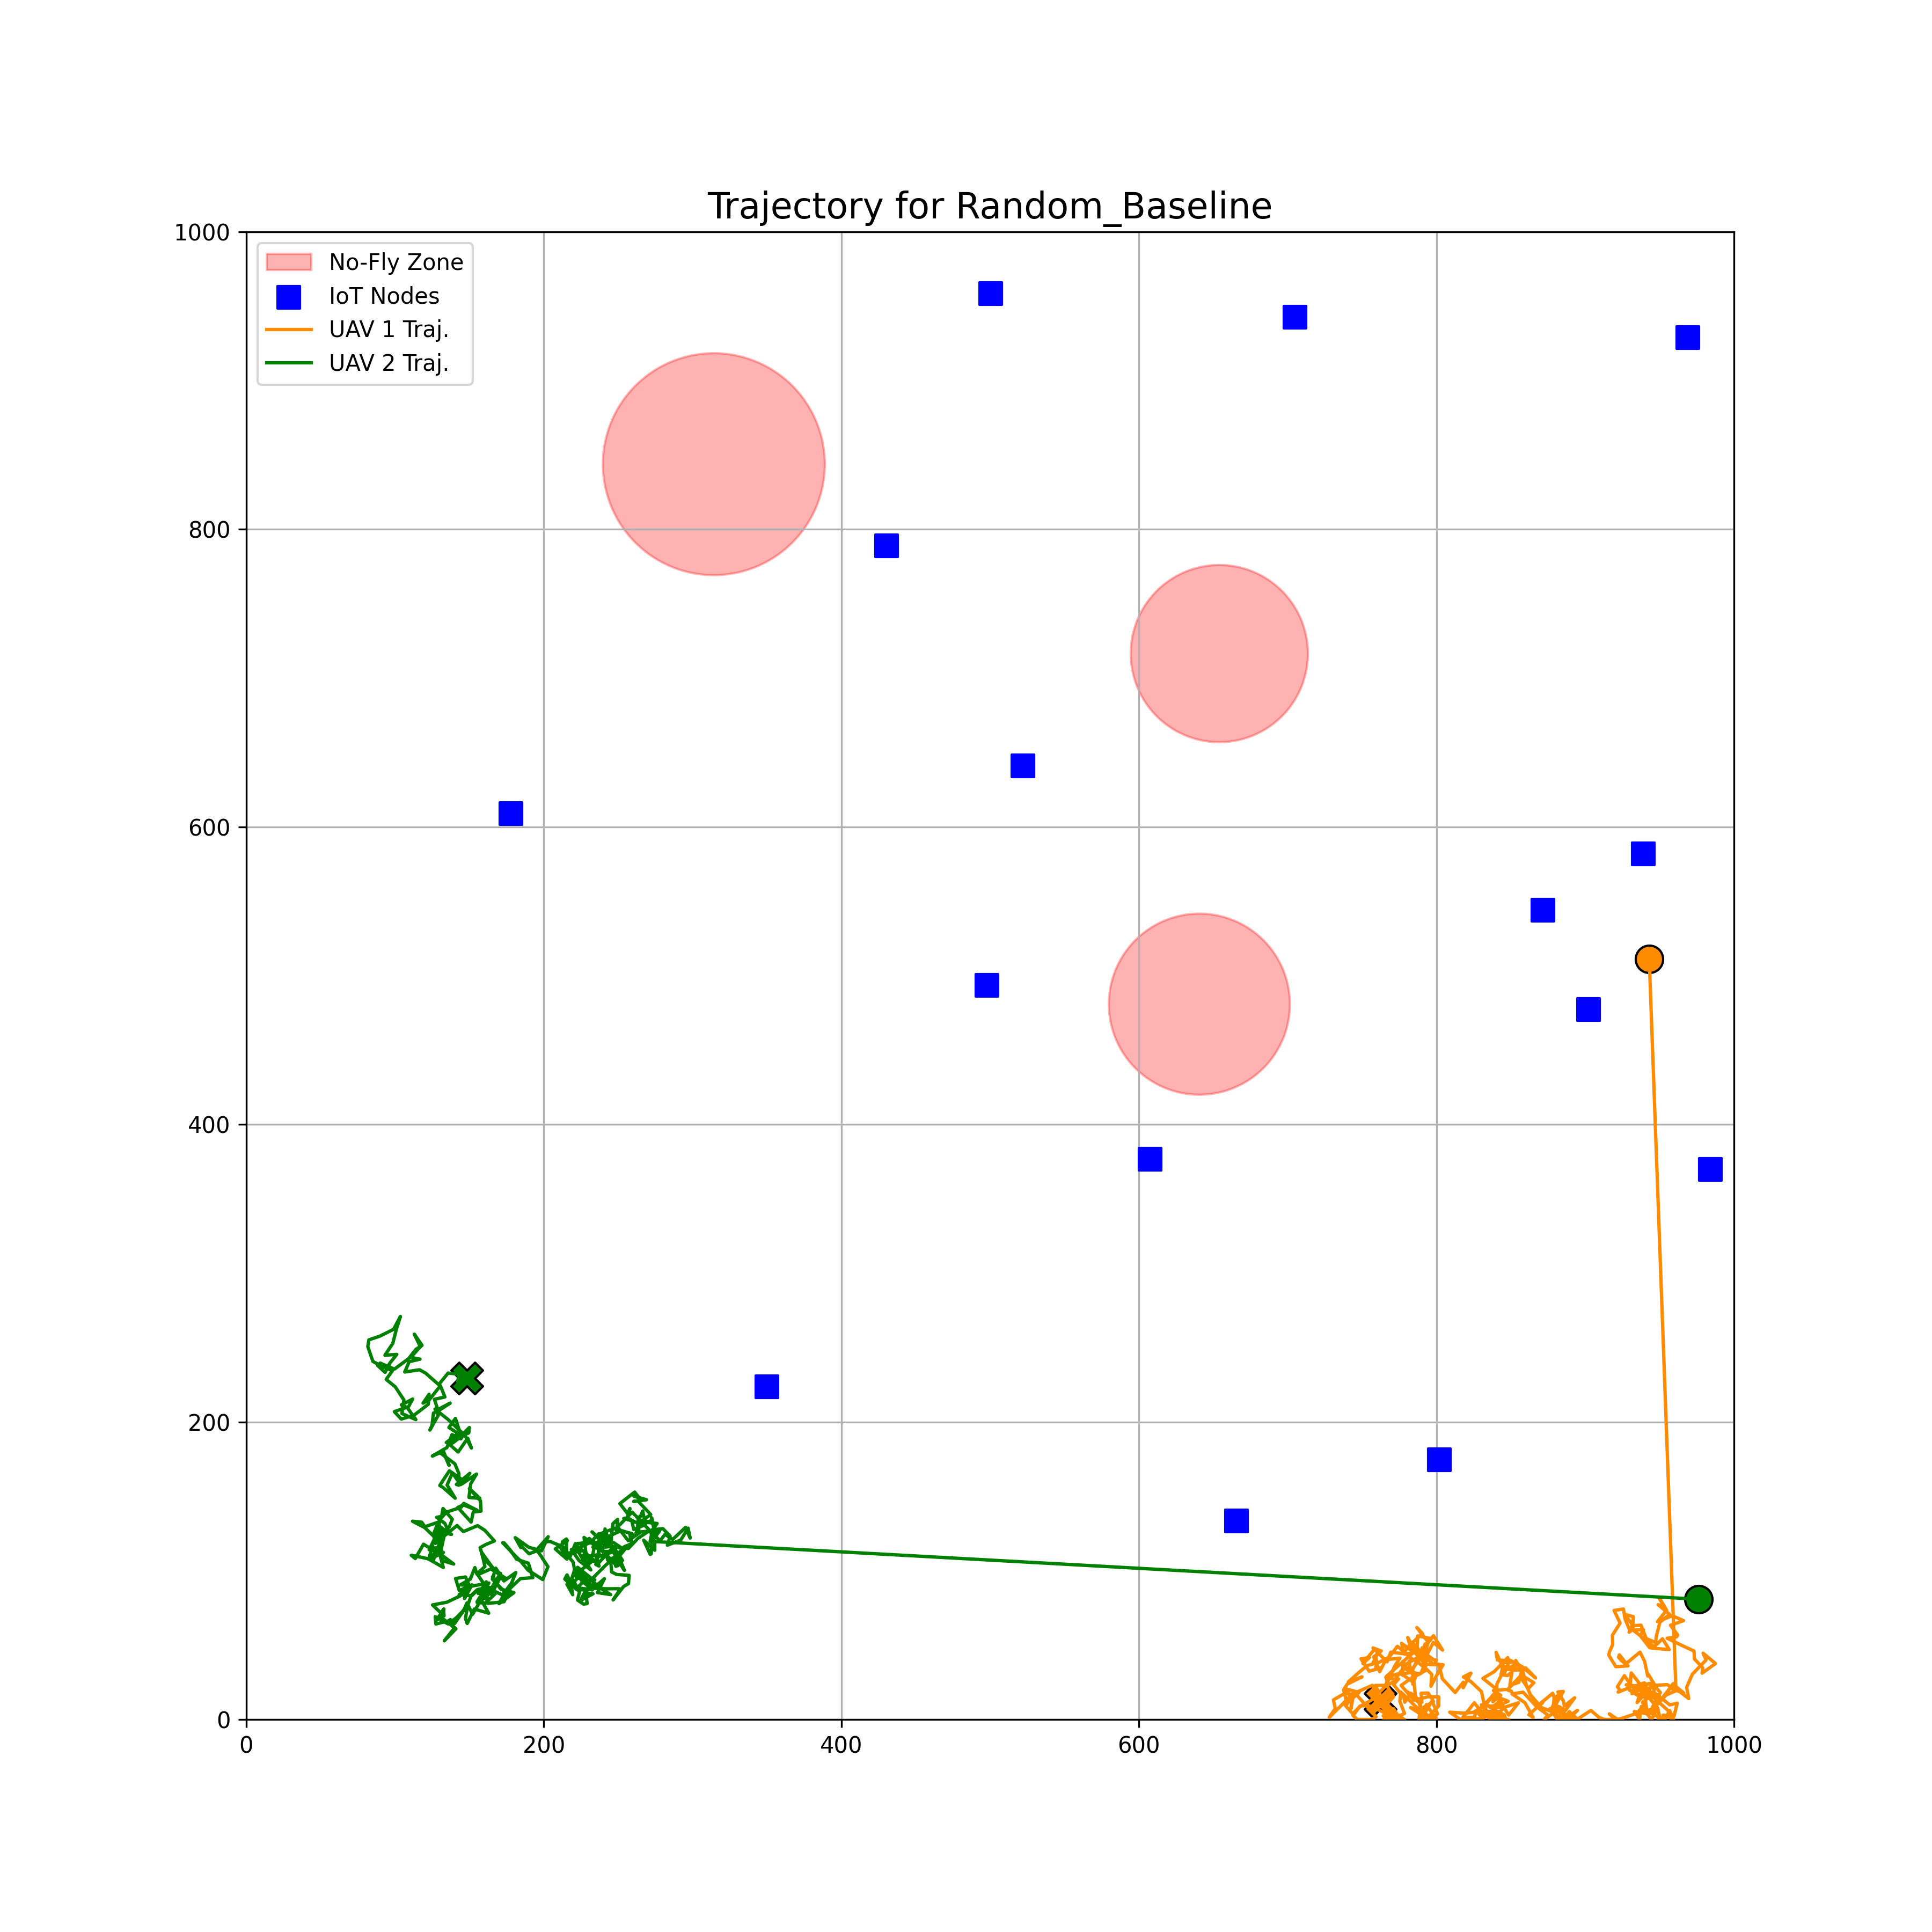 Trajectory for Random_Baseline
1000
800
600
400
200
0
No-Fly Zone
IoT Nodes
UAV 1 Traj.
UAV 2 Traj.
0 200 400 600 800 1000